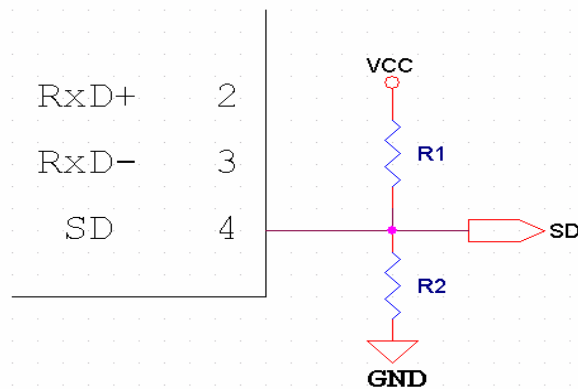 VCC
RxD+ 2
R1
RxD- 3
SD 4
SD
R2
GND